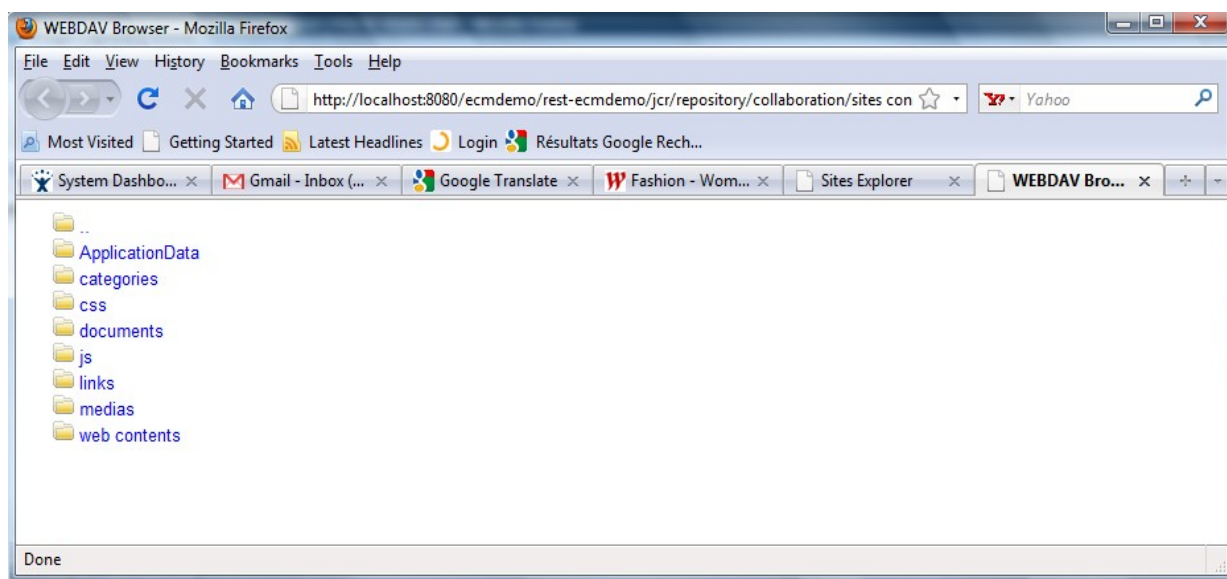 WEBDAV Browser - Mozilla Firefox
File Edit View History Bookmarks Tools Help
http://localhost:8080/ecmdemo/rest-ecmdemo/jcr/repository/collaboration/sites con Yahoo
Most Visited Getting Started Latest Headlines Login Résultats Google Rech...
System Dashbo... Gmail - Inbox (... Google Translate Fashion - Wom... Sites Explorer WEBDAV Bro...
..
ApplicationData
categories
css
documents
js
links
medias
web contents
Done